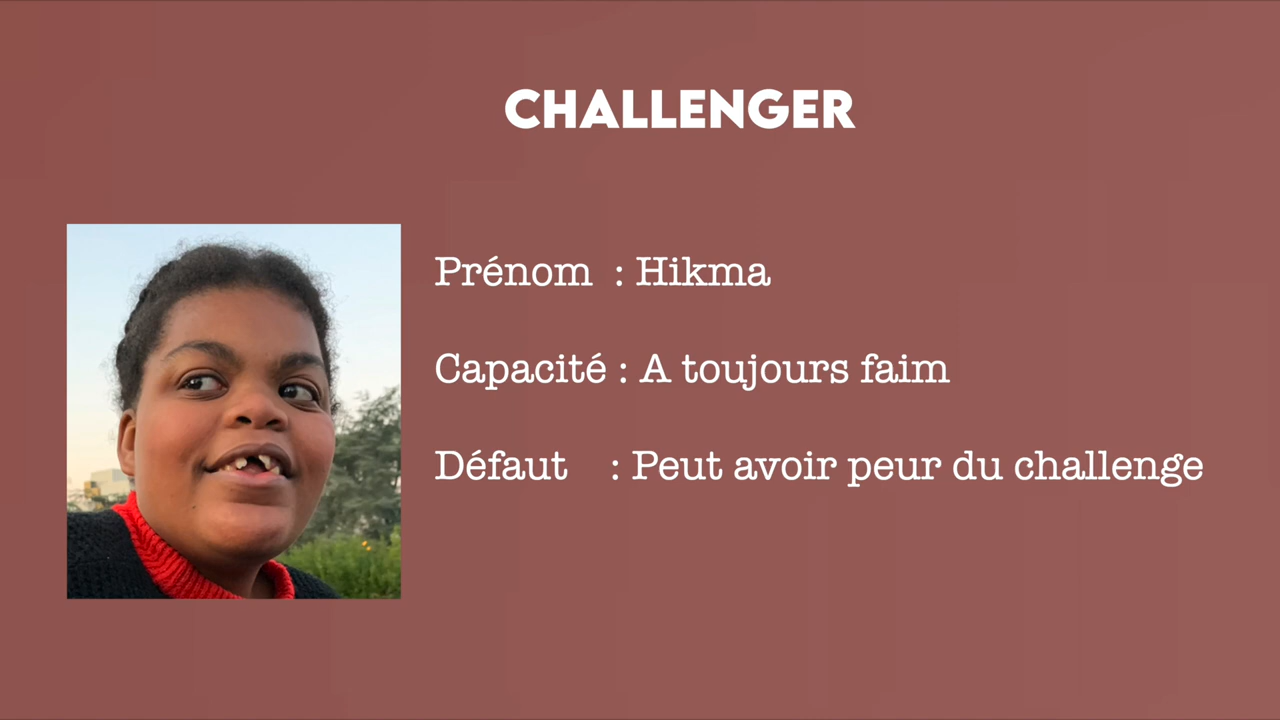 CHALLENGER
Prénom : Hikma
Capacité : A toujours faim
Défaut : Peut avoir peur du challenge